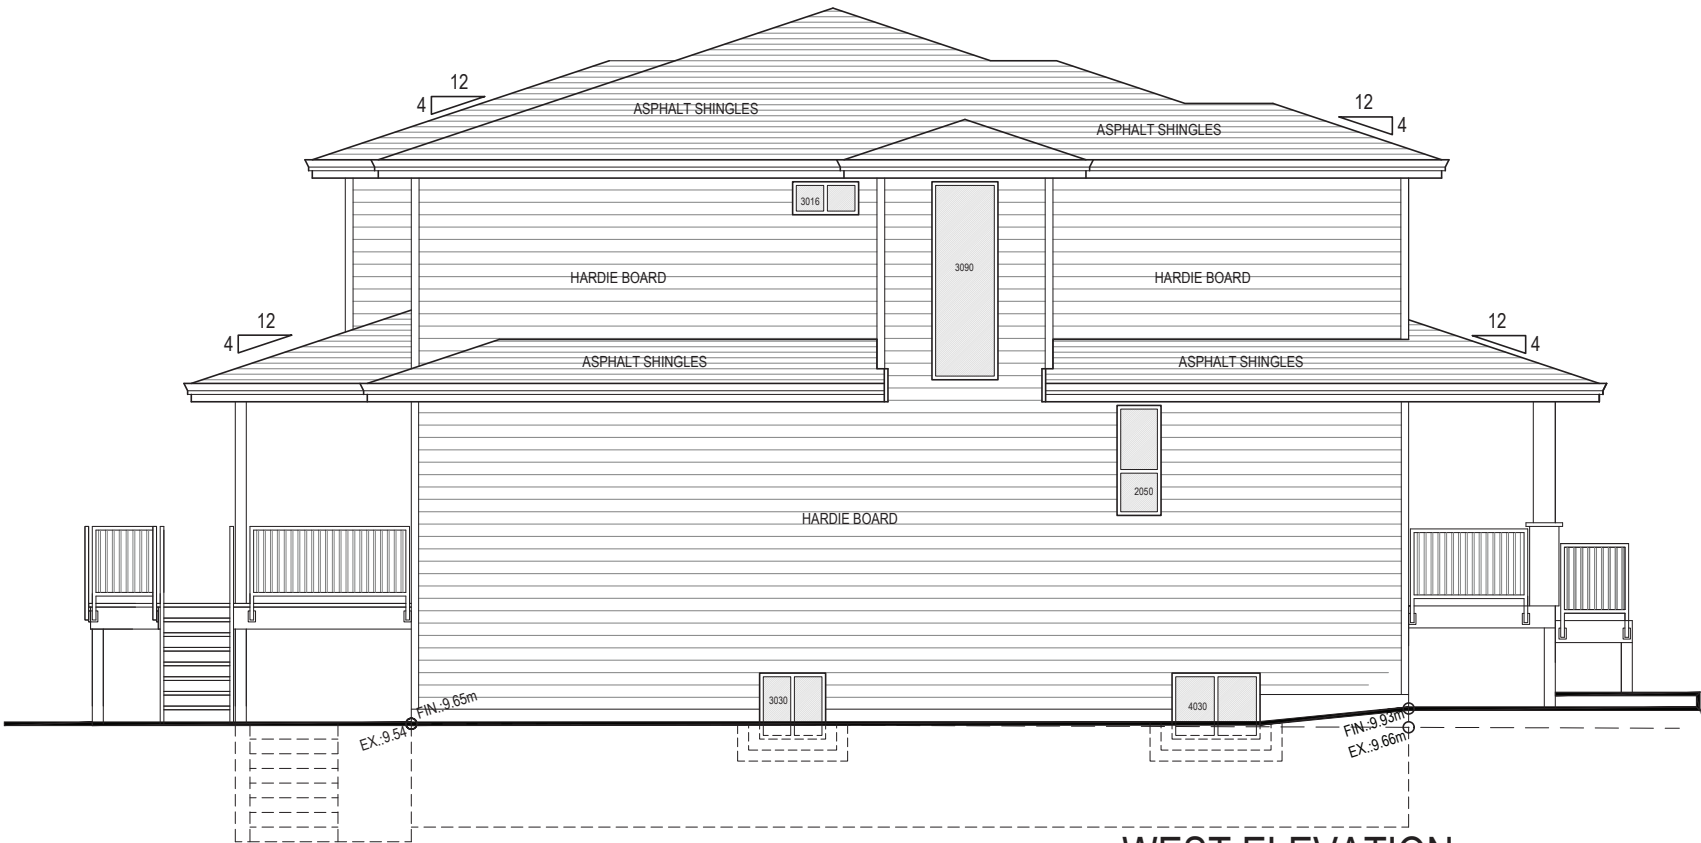 12
4
ASPHALT SHINGLES
12
4
ASPHALT SHINGLES
3016
3090
HARDIE BOARD
HARDIE BOARD
12
4
12
4
ASPHALT SHINGLES
ASPHALT SHINGLES
2050
HARDIE BOARD
3030
4030
FIN.:9.65m
EX.:9.54
FIN.:9.93m
EX.:9.66m
WEST ELEVATION